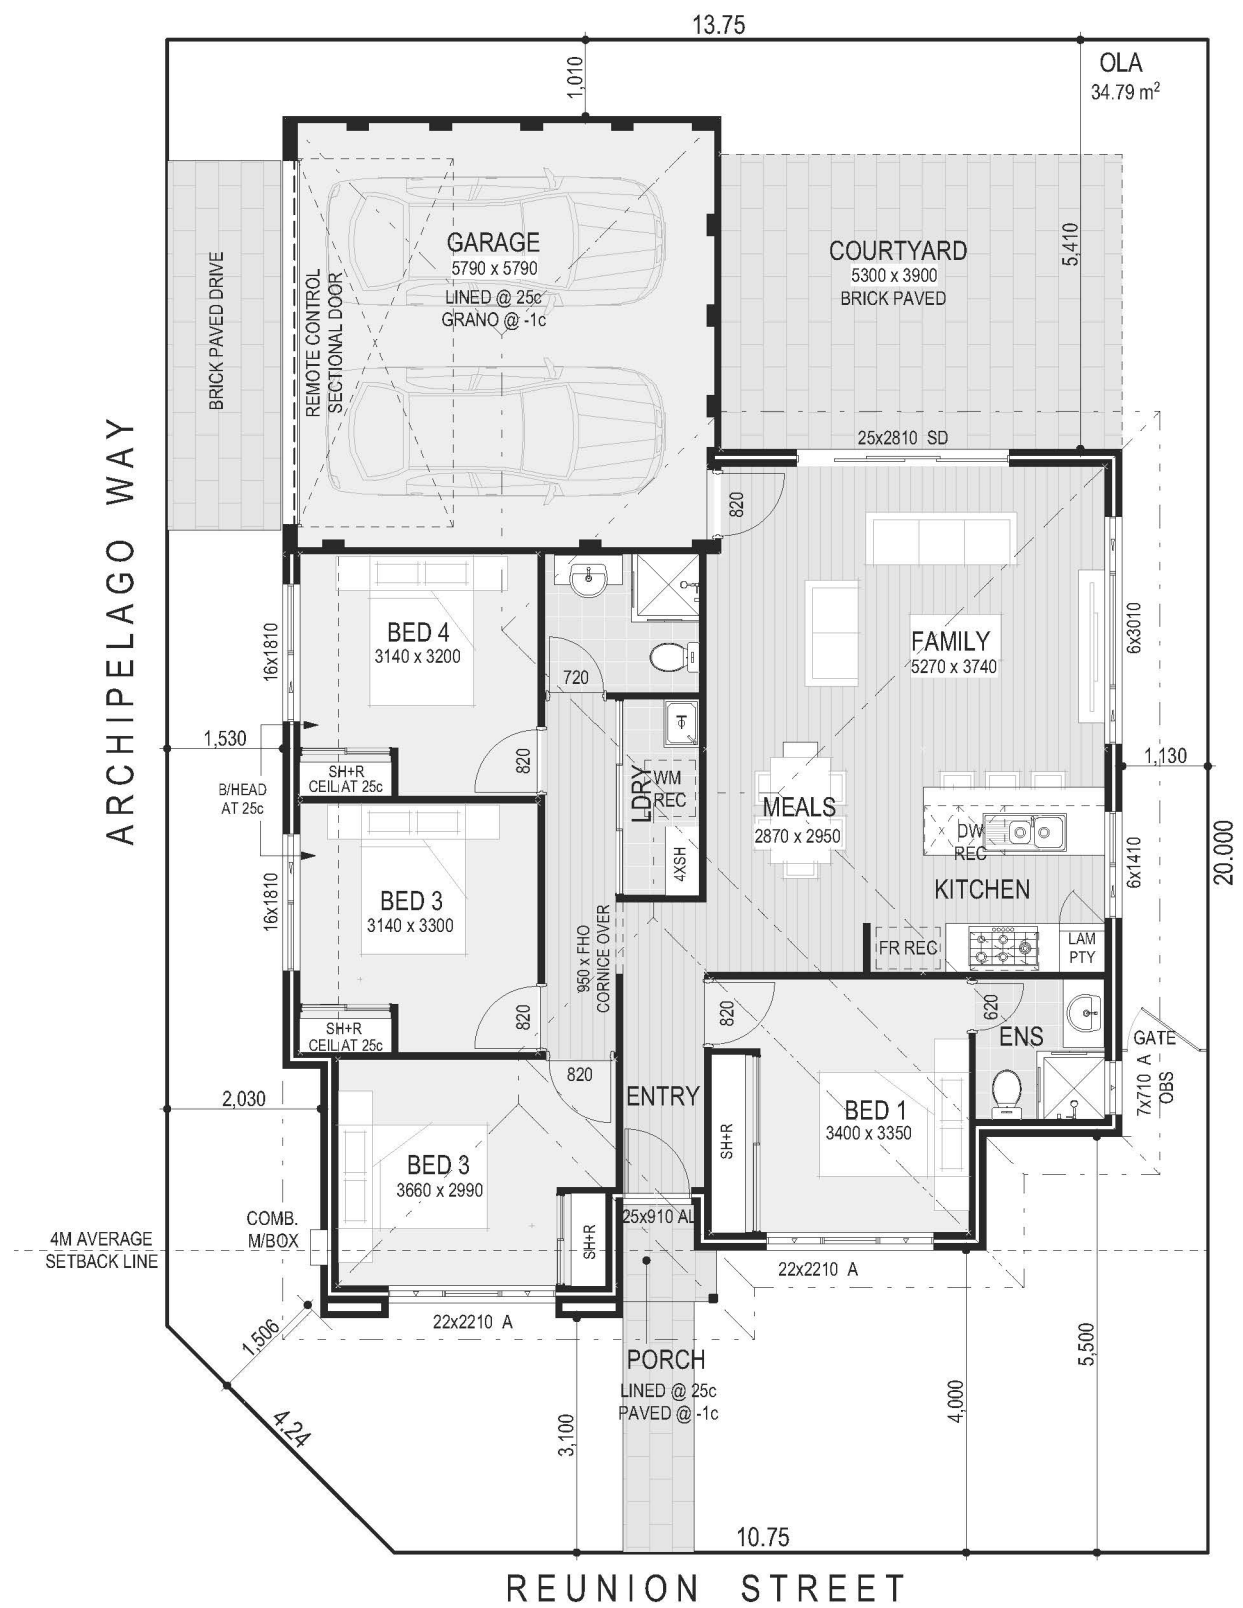 13.75
OLA
34.79 m²
1,010
GARAGE
5790 x 5790
LINED @ 25c
GRANO @ -1c
REMOTE CONTROL
SECTIONAL DOOR
BRICK PAVED DRIVE
COURTYARD
5300 x 3900
BRICK PAVED
5,410
25x2810 SD
820
ARCHIPELAGO WAY
BED 4
3140 x 3200
16x1810
720
820
SH+R
CEIL AT 25c
1,530
B/HEAD
AT 25c
LDRY
WM
REC
4XSH
FAMILY
5270 x 3740
6x3010
MEALS
2870 x 2950
1,130
20.000
DW
REC
6x1410
KITCHEN
FR REC
LAM
PTY
BED 3
3140 x 3300
16x1810
820
SH+R
CEIL AT 25c
950 x FHO
CORNICE OVER
820
820
620
ENS
GATE
7x710 A
OBS
2,030
ENTRY
BED 1
3400 x 3350
SH+R
BED 3
3660 x 2990
SH+R
COMB.
M/BOX
4M AVERAGE
SETBACK LINE
25x910 AL
22x2210 A
22x2210 A
1,506
4.24
PORCH
LINED @ 25c
PAVED @ -1c
3,100
4,000
5,500
10.75
REUNION STREET